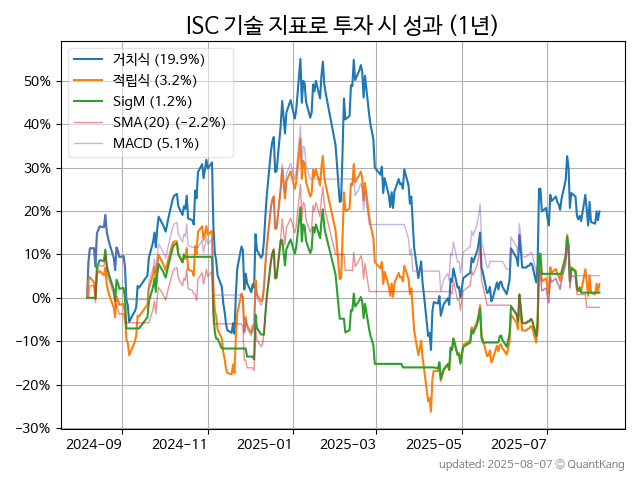 ISC 기술 지표로 투자 시 성과 (1년)
거치식 (19.9%)
적립식 (3.2%)
SigM (1.2%)
SMA(20) (−2.2%)
MACD (5.1%)
50%
40%
30%
20%
10%
0%
−10%
−20%
−30%
2024-09 2024-11 2025-01 2025-03 2025-05 2025-07
updated: 2025-08-07 © QuantKang